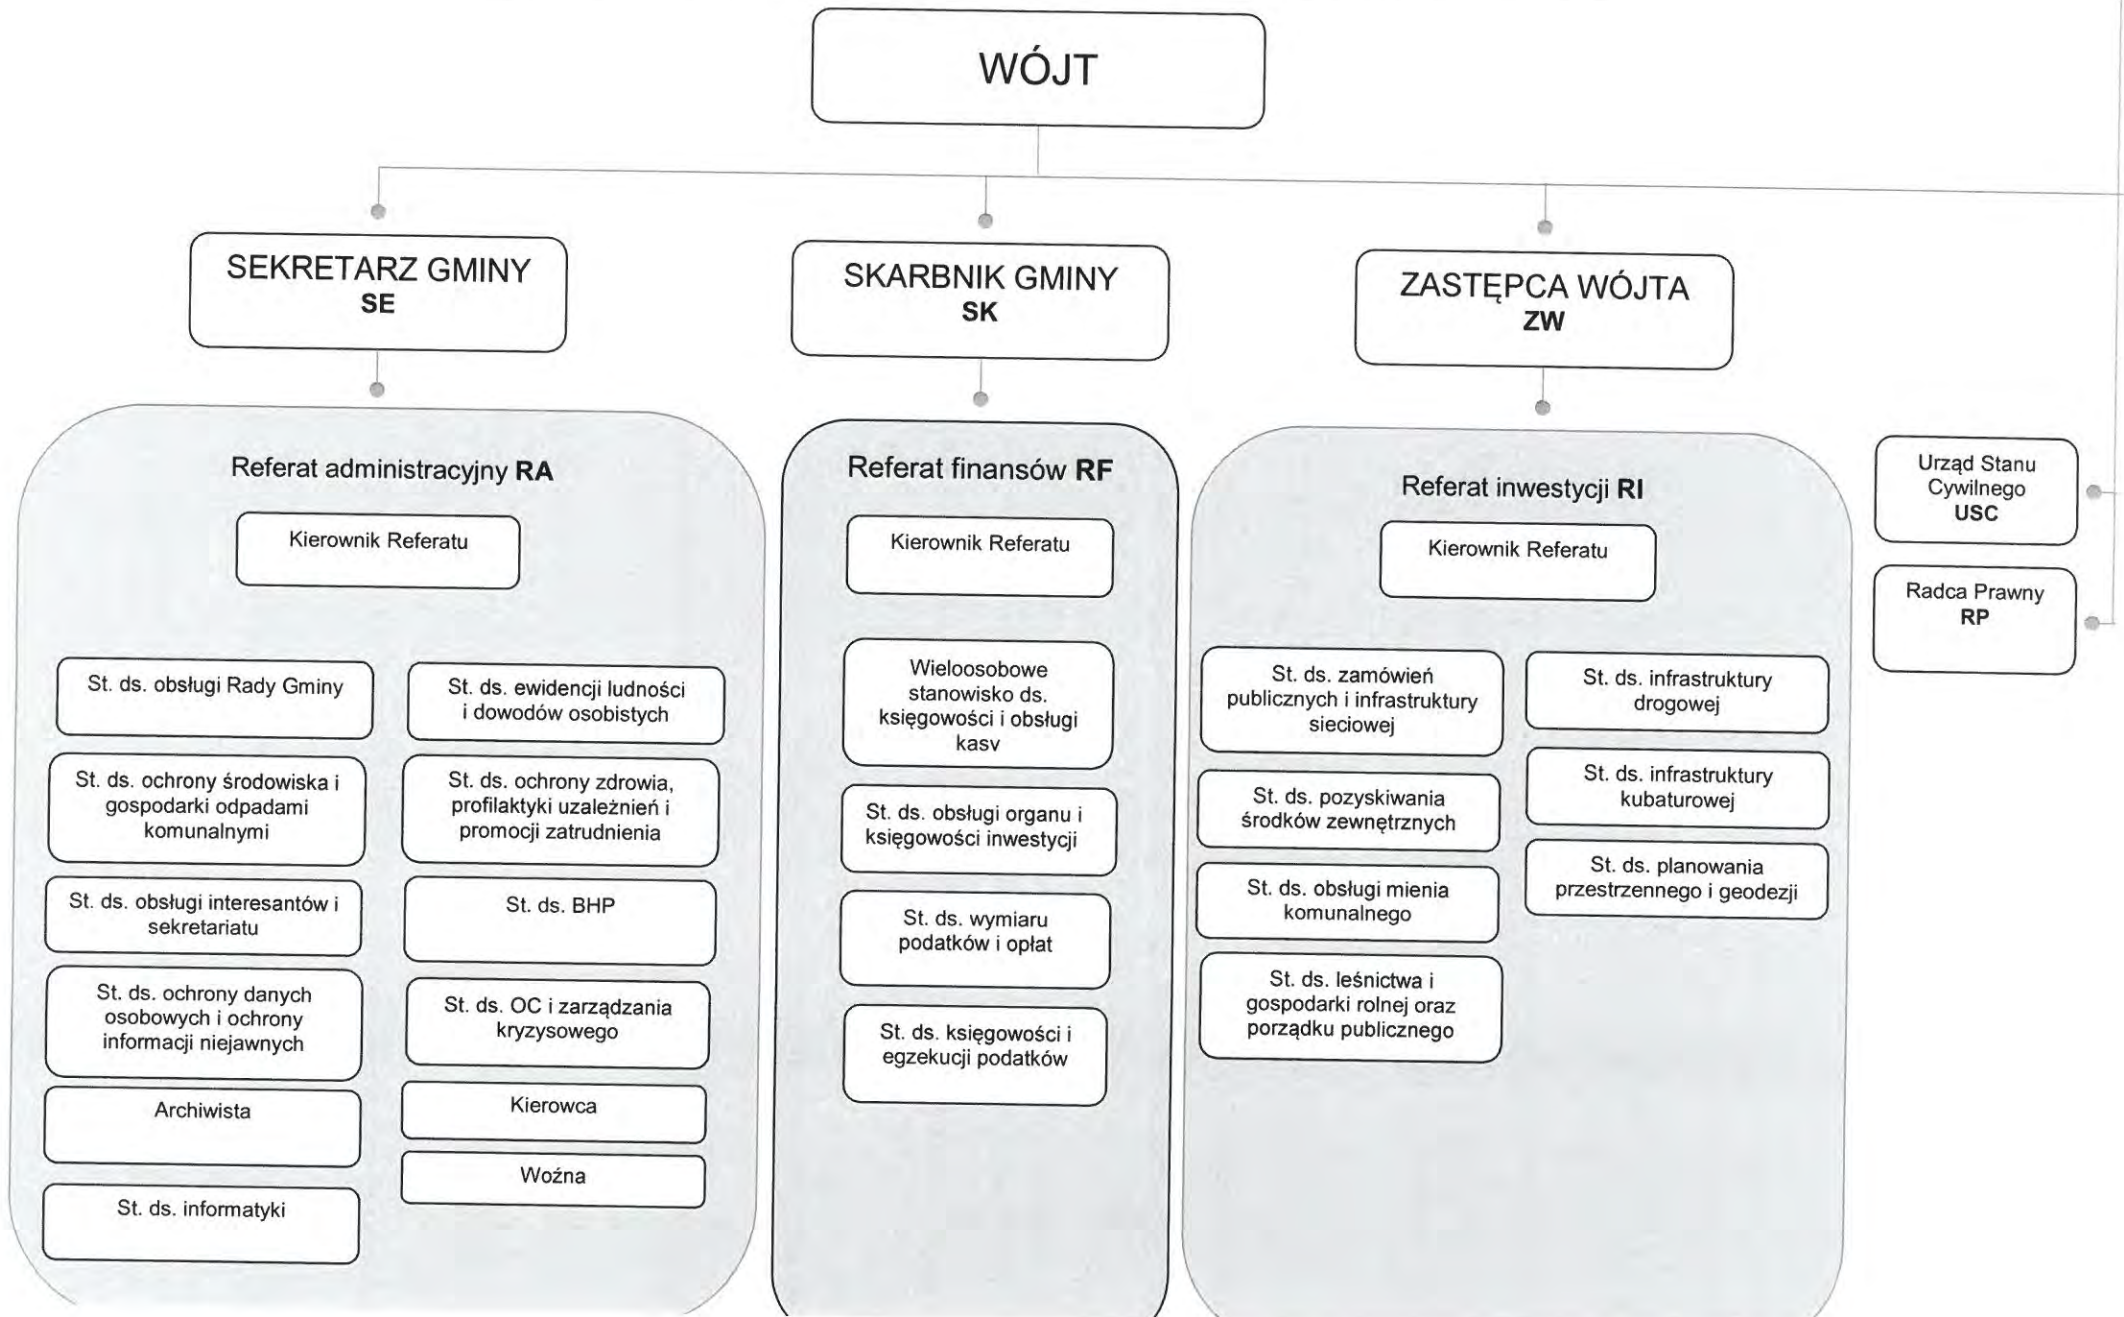 WÓJT
SEKRETARZ GMINY
SE
SKARBNIK GMINY
SK
ZASTĘPCA WÓJTA
ZW
Referat administracyjny RA
Kierownik Referatu
St. ds. obsługi Rady Gminy
St. ds. ochrony środowiska i
gospodarki odpadami
komunalnymi
St. ds. obsługi interesantów i
sekretariatu
St. ds. ochrony danych
osobowych i ochrony
informacji niejawnych
Archiwista
St. ds. informatyki
St. ds. ewidencji ludności
i dowodów osobistych
St. ds. ochrony zdrowia,
profilaktyki uzależnień i
promocji zatrudnienia
St. ds. BHP
St. ds. OC i zarządzania
kryzysowego
Kierowca
Woźna
Referat finansów RF
Kierownik Referatu
Wieloosobowe
stanowisko ds.
księgowości i obsługi
kasy
St. ds. obsługi organu i
księgowości inwestycji
St. ds. wymiaru
podatków i opłat
St. ds. księgowości i
egzekucji podatków
Referat inwestycji RI
Kierownik Referatu
St. ds. zamówień
publicznych i infrastruktury
sieciowej
St. ds. pozyskiwania
środków zewnętrznych
St. ds. obsługi mienia
komunalnego
St. ds. leśnictwa i
gospodarki rolnej oraz
porządku publicznego
St. ds. infrastruktury
drogowej
St. ds. infrastruktury
kubaturowej
St. ds. planowania
przestrzennego i geodezji
Urząd Stanu
Cywilnego
USC
Radca Prawny
RP